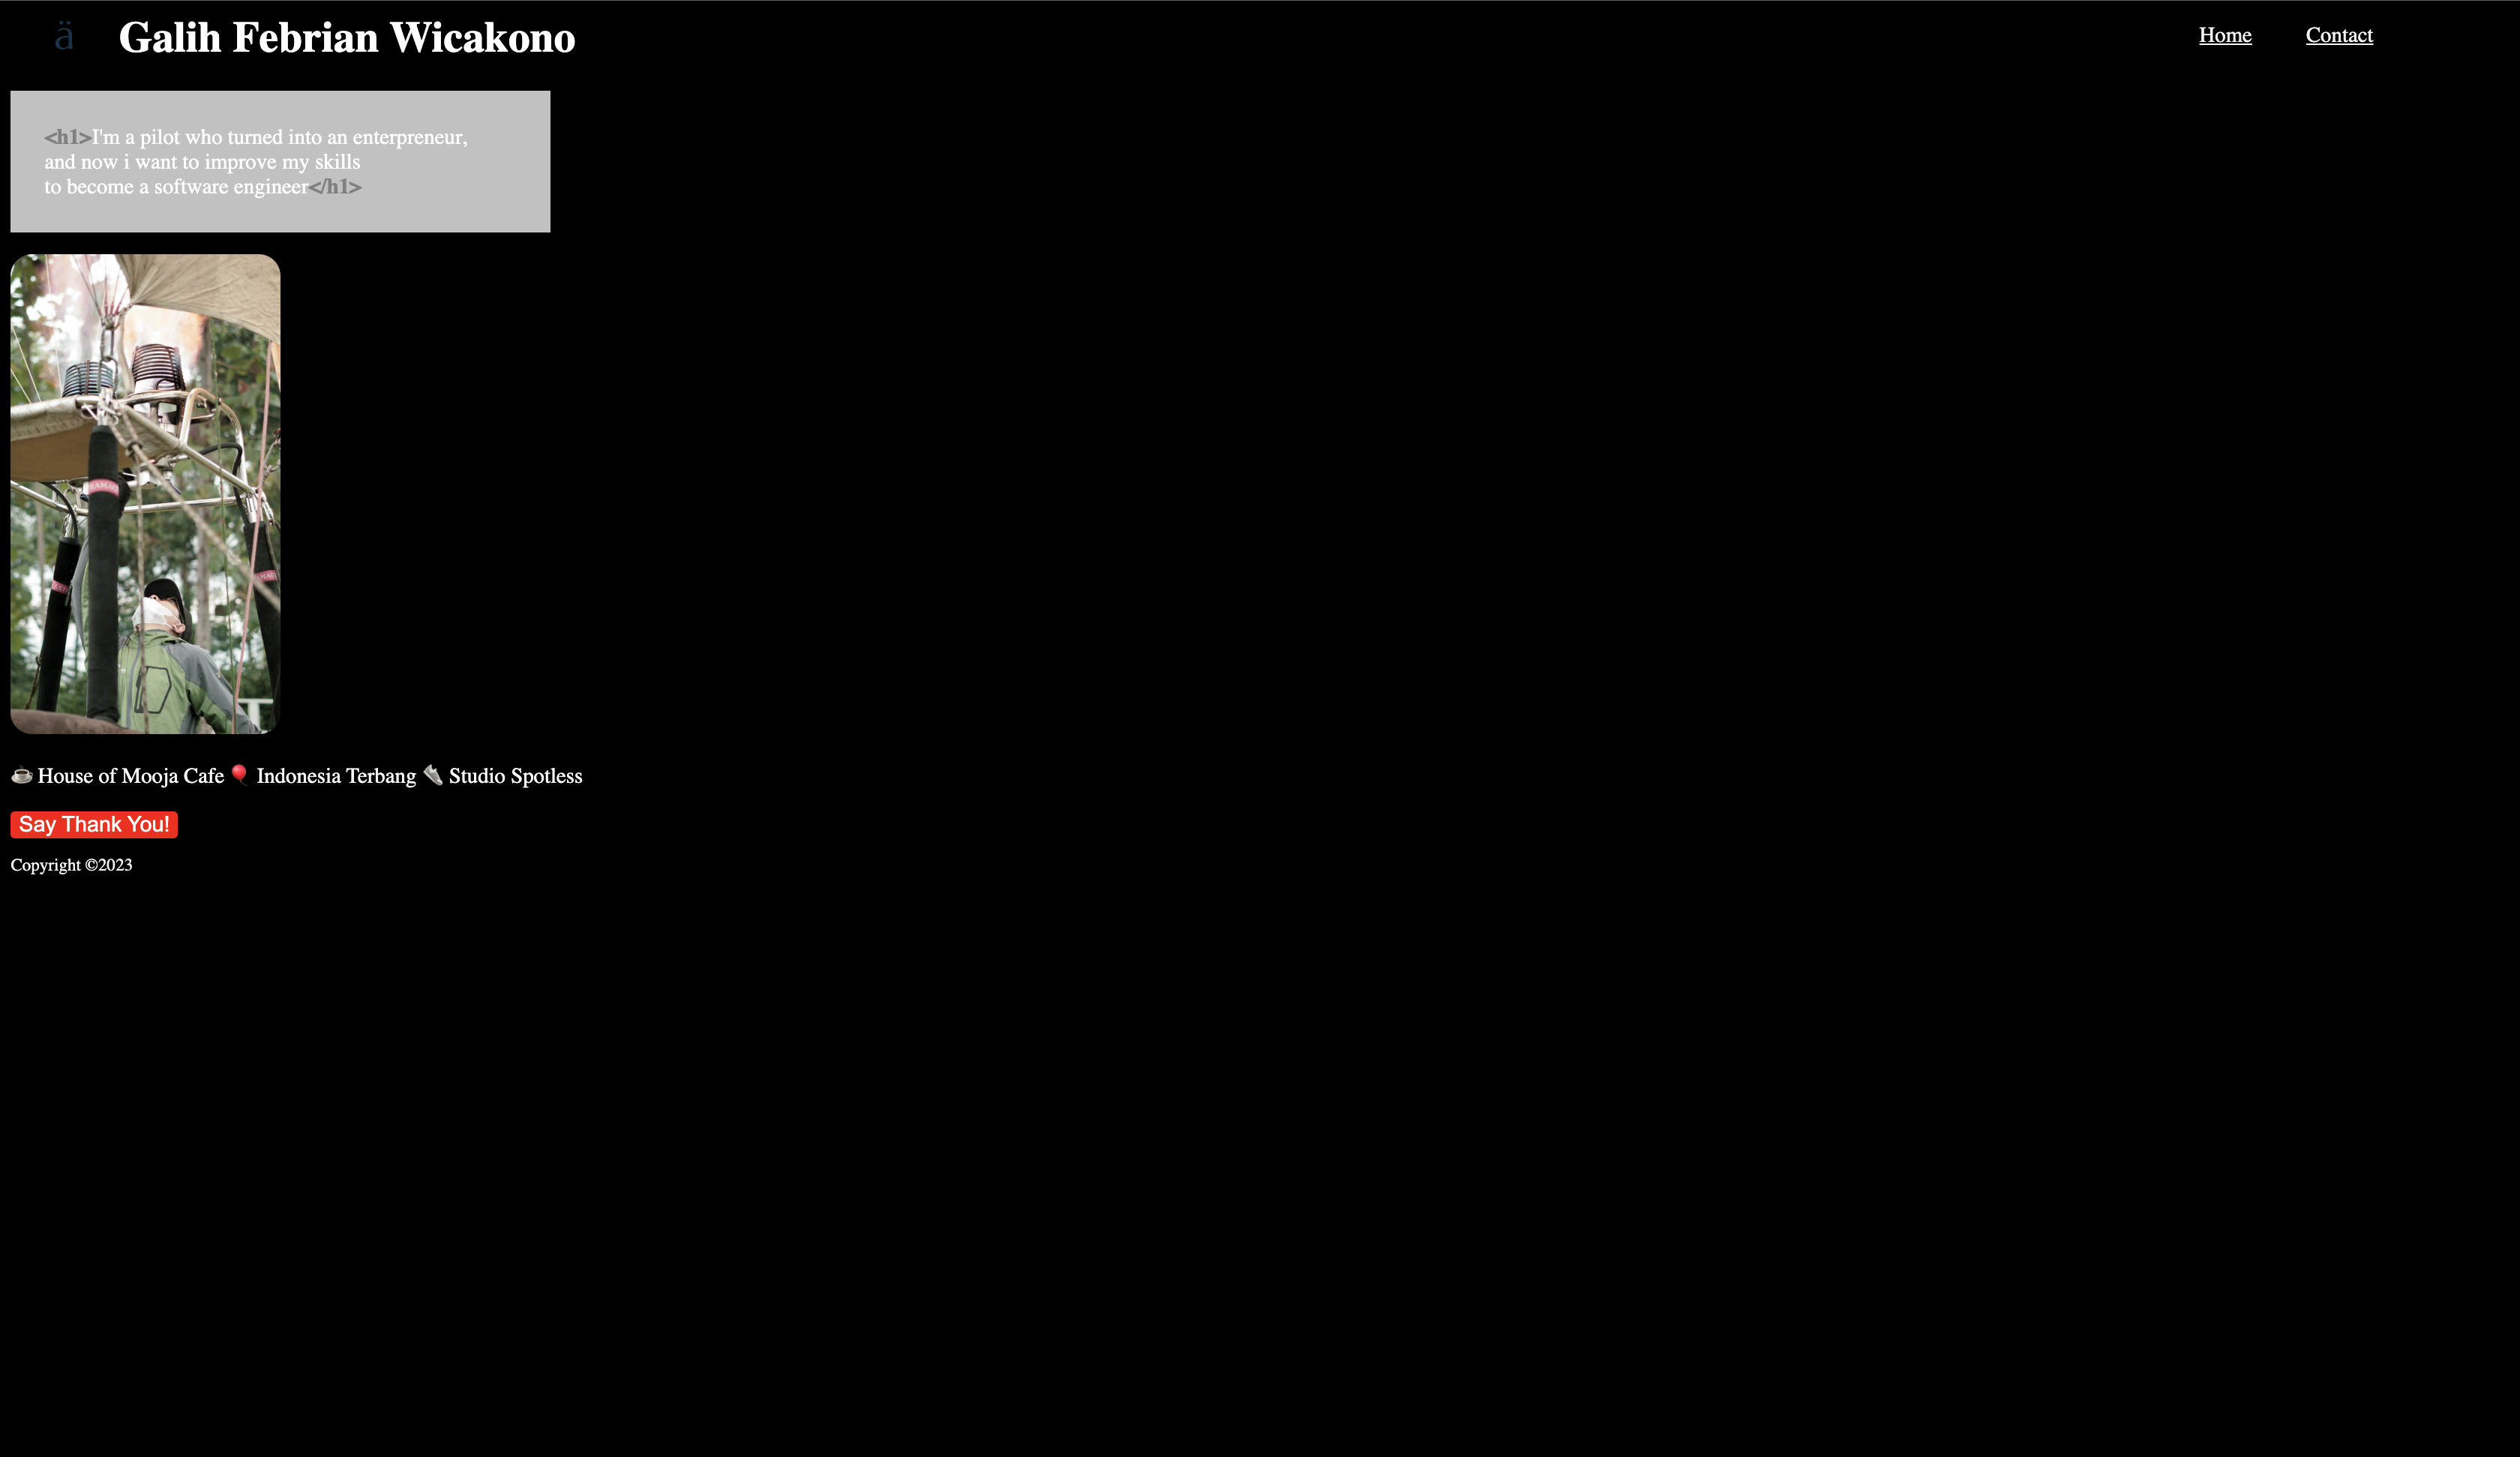 ä Galih Febrian Wicakono
Home Contact
<h1>I'm a pilot who turned into an enterpreneur,
and now i want to improve my skills
to become a software engineer</h1>
☕ House of Mooja Cafe 🎈 Indonesia Terbang 👟 Studio Spotless
Say Thank You!
Copyright ©2023